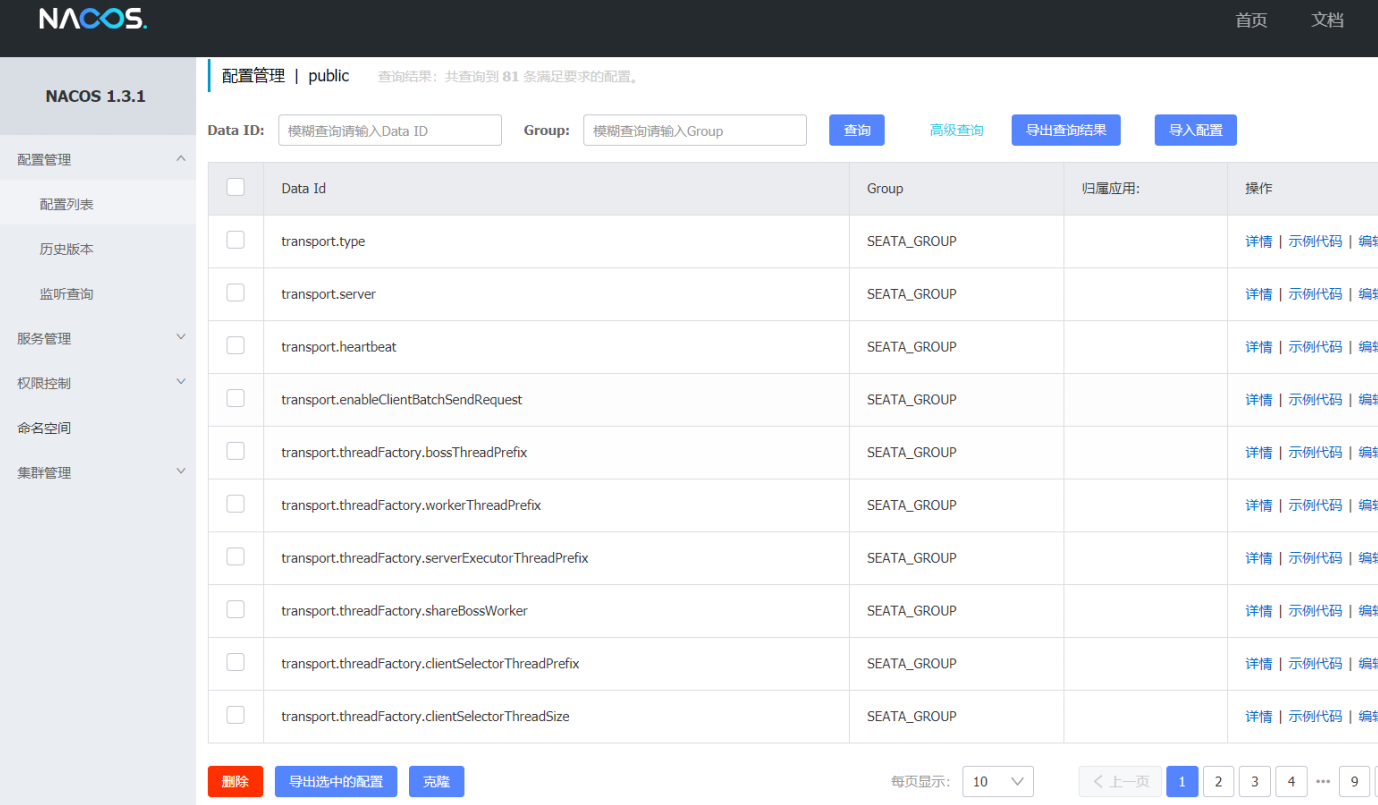 NACOS. 首页 文档
NACOS 1.3.1
配置管理
配置列表
历史版本
监听查询
服务管理
权限控制
命名空间
集群管理
配置管理 | public 查询结果：共查询到 81 条满足要求的配置。
Data ID: 模糊查询请输入Data ID Group: 模糊查询请输入Group 查询 高级查询 导出查询结果 导入配置
Data Id Group 归属应用: 操作
transport.type SEATA_GROUP 详情 | 示例代码 | 编辑
transport.server SEATA_GROUP 详情 | 示例代码 | 编辑
transport.heartbeat SEATA_GROUP 详情 | 示例代码 | 编辑
transport.enableClientBatchSendRequest SEATA_GROUP 详情 | 示例代码 | 编辑
transport.threadFactory.bossThreadPrefix SEATA_GROUP 详情 | 示例代码 | 编辑
transport.threadFactory.workerThreadPrefix SEATA_GROUP 详情 | 示例代码 | 编辑
transport.threadFactory.serverExecutorThreadPrefix SEATA_GROUP 详情 | 示例代码 | 编辑
transport.threadFactory.shareBossWorker SEATA_GROUP 详情 | 示例代码 | 编辑
transport.threadFactory.clientSelectorThreadPrefix SEATA_GROUP 详情 | 示例代码 | 编辑
transport.threadFactory.clientSelectorThreadSize SEATA_GROUP 详情 | 示例代码 | 编辑
删除 导出选中的配置 克隆 每页显示: 10 上一页 1 2 3 4 ••• 9